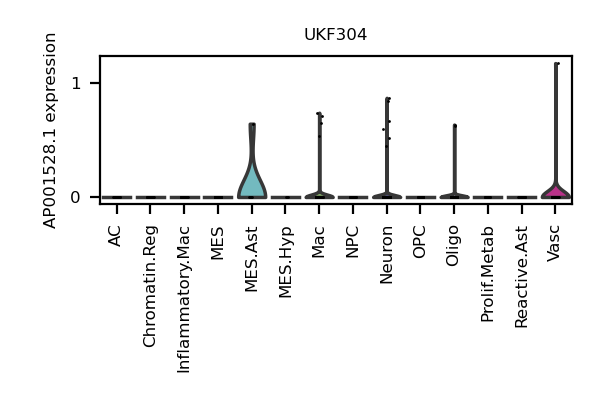 UKF304
AP001528.1 expression
1
0
AC
Chromatin.Reg
Inflammatory.Mac
MES
MES.Ast
MES.Hyp
Mac
NPC
Neuron
OPC
Oligo
Prolif.Metab
Reactive.Ast
Vasc